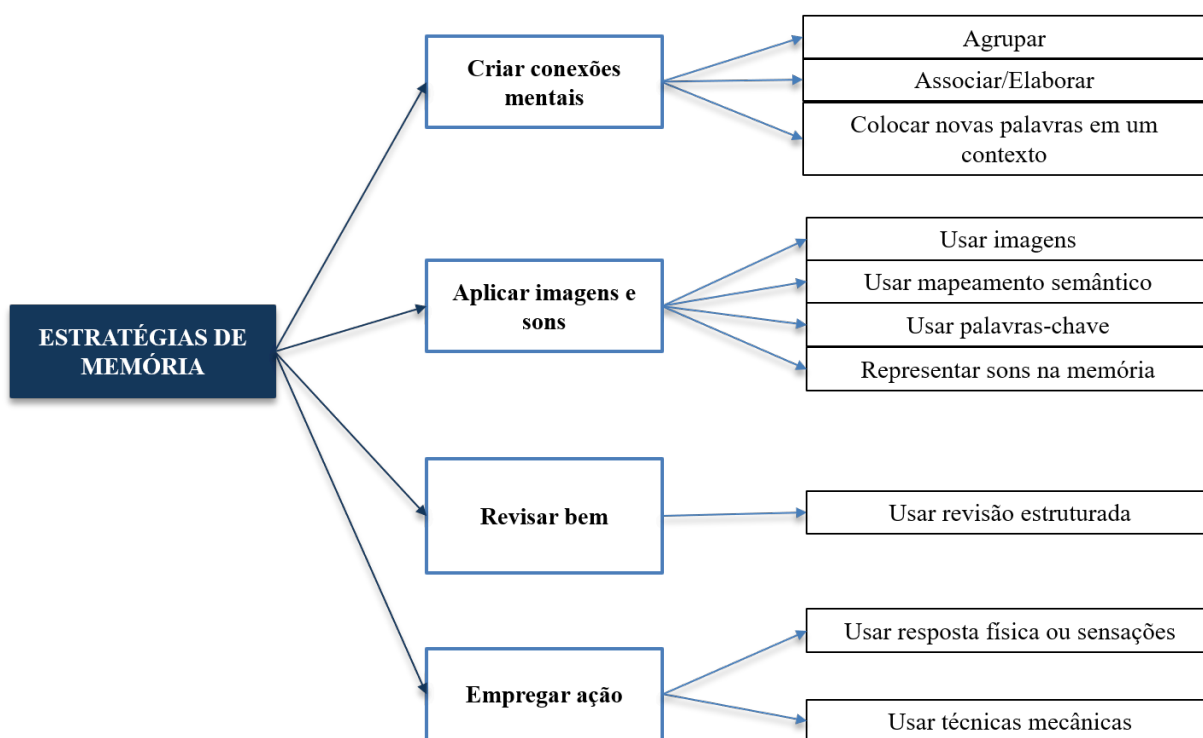 ESTRATÉGIAS DE
MEMÓRIA
Criar conexões
mentais
Agrupar
Associar/Elaborar
Colocar novas palavras em um
contexto
Aplicar imagens e
sons
Usar imagens
Usar mapeamento semântico
Usar palavras-chave
Representar sons na memória
Revisar bem
Usar revisão estruturada
Empregar ação
Usar resposta física ou sensações
Usar técnicas mecânicas